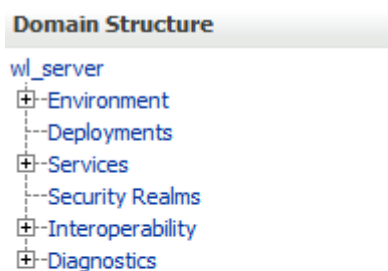 Domain Structure
wl_server
Environment
Deployments
Services
Security Realms
Interoperability
Diagnostics